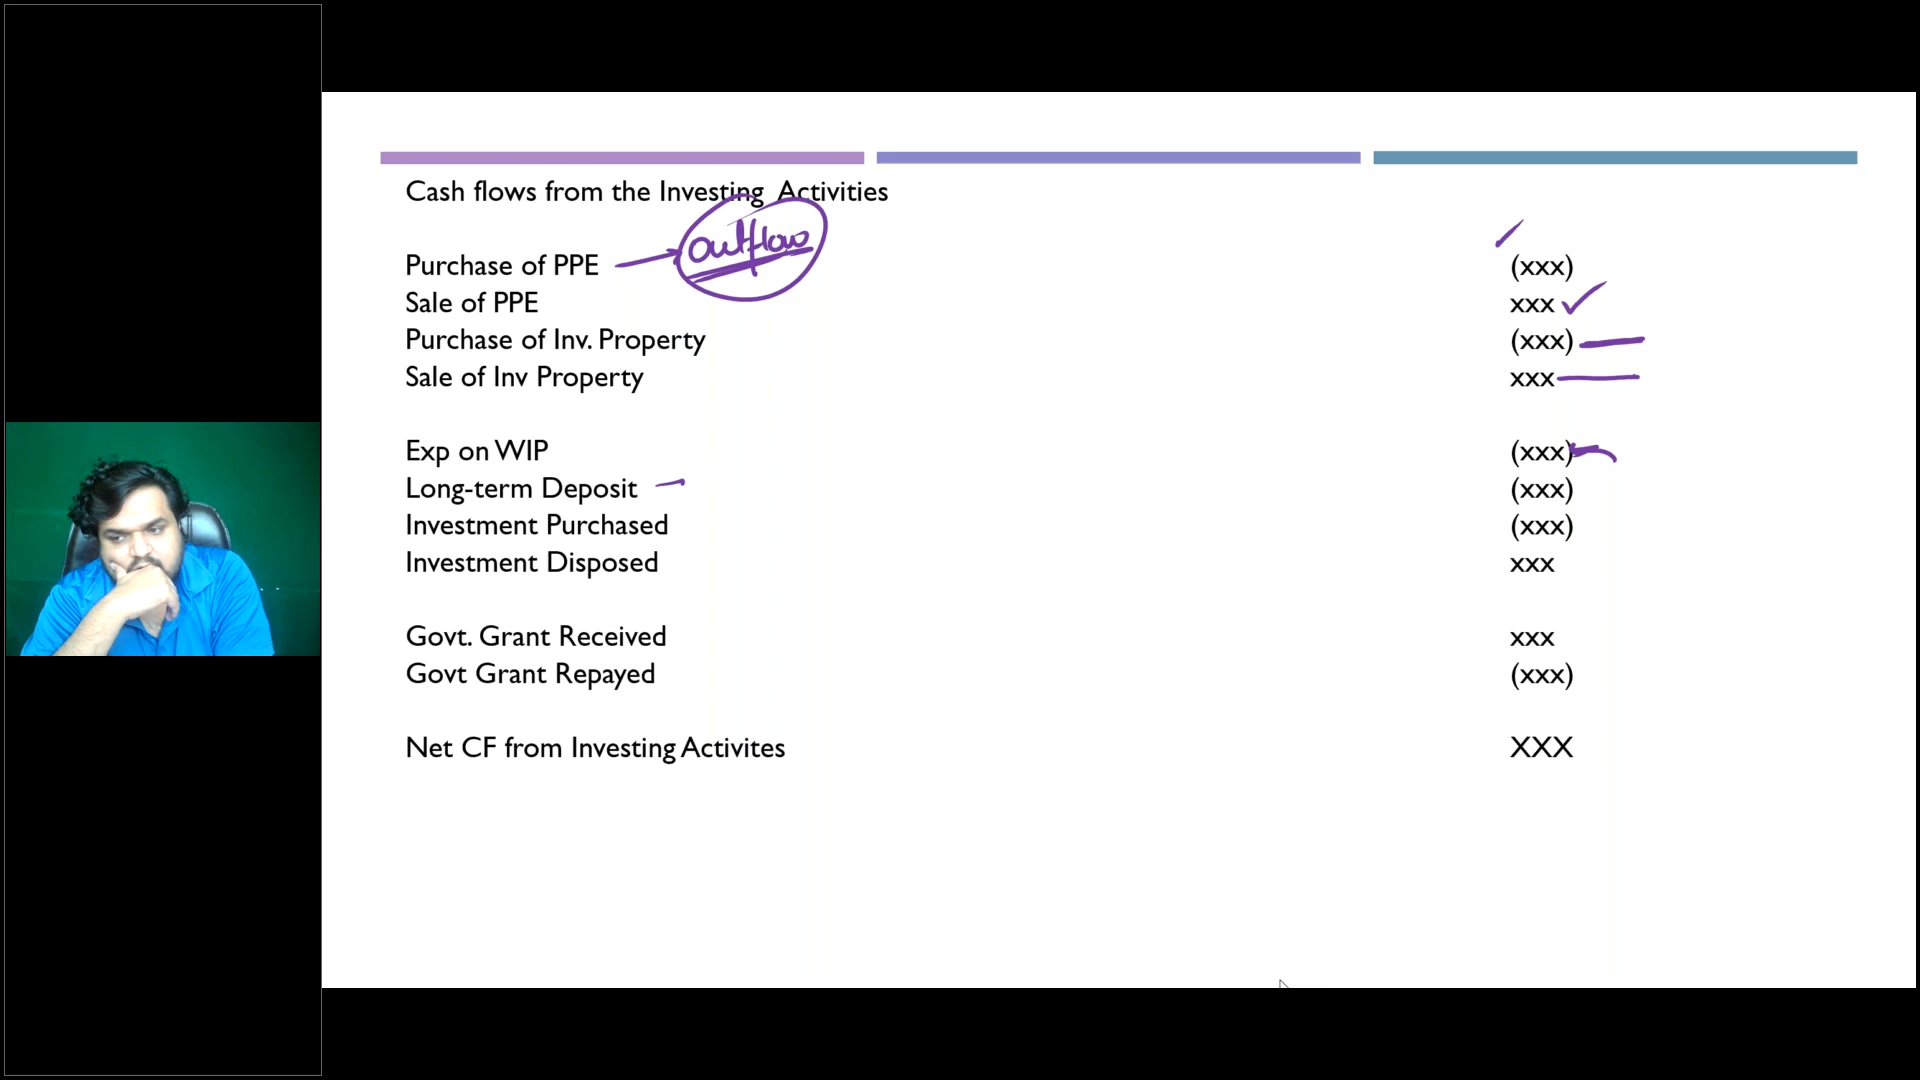 Cash flows from the Investing Activities
outflow
Purchase of PPE (xxx)
Sale of PPE xxx
Purchase of Inv. Property (xxx)
Sale of Inv Property xxx
Exp on WIP (xxx)
Long-term Deposit (xxx)
Investment Purchased (xxx)
Investment Disposed xxx
Govt. Grant Received xxx
Govt Grant Repayed (xxx)
Net CF from Investing Activites XXX